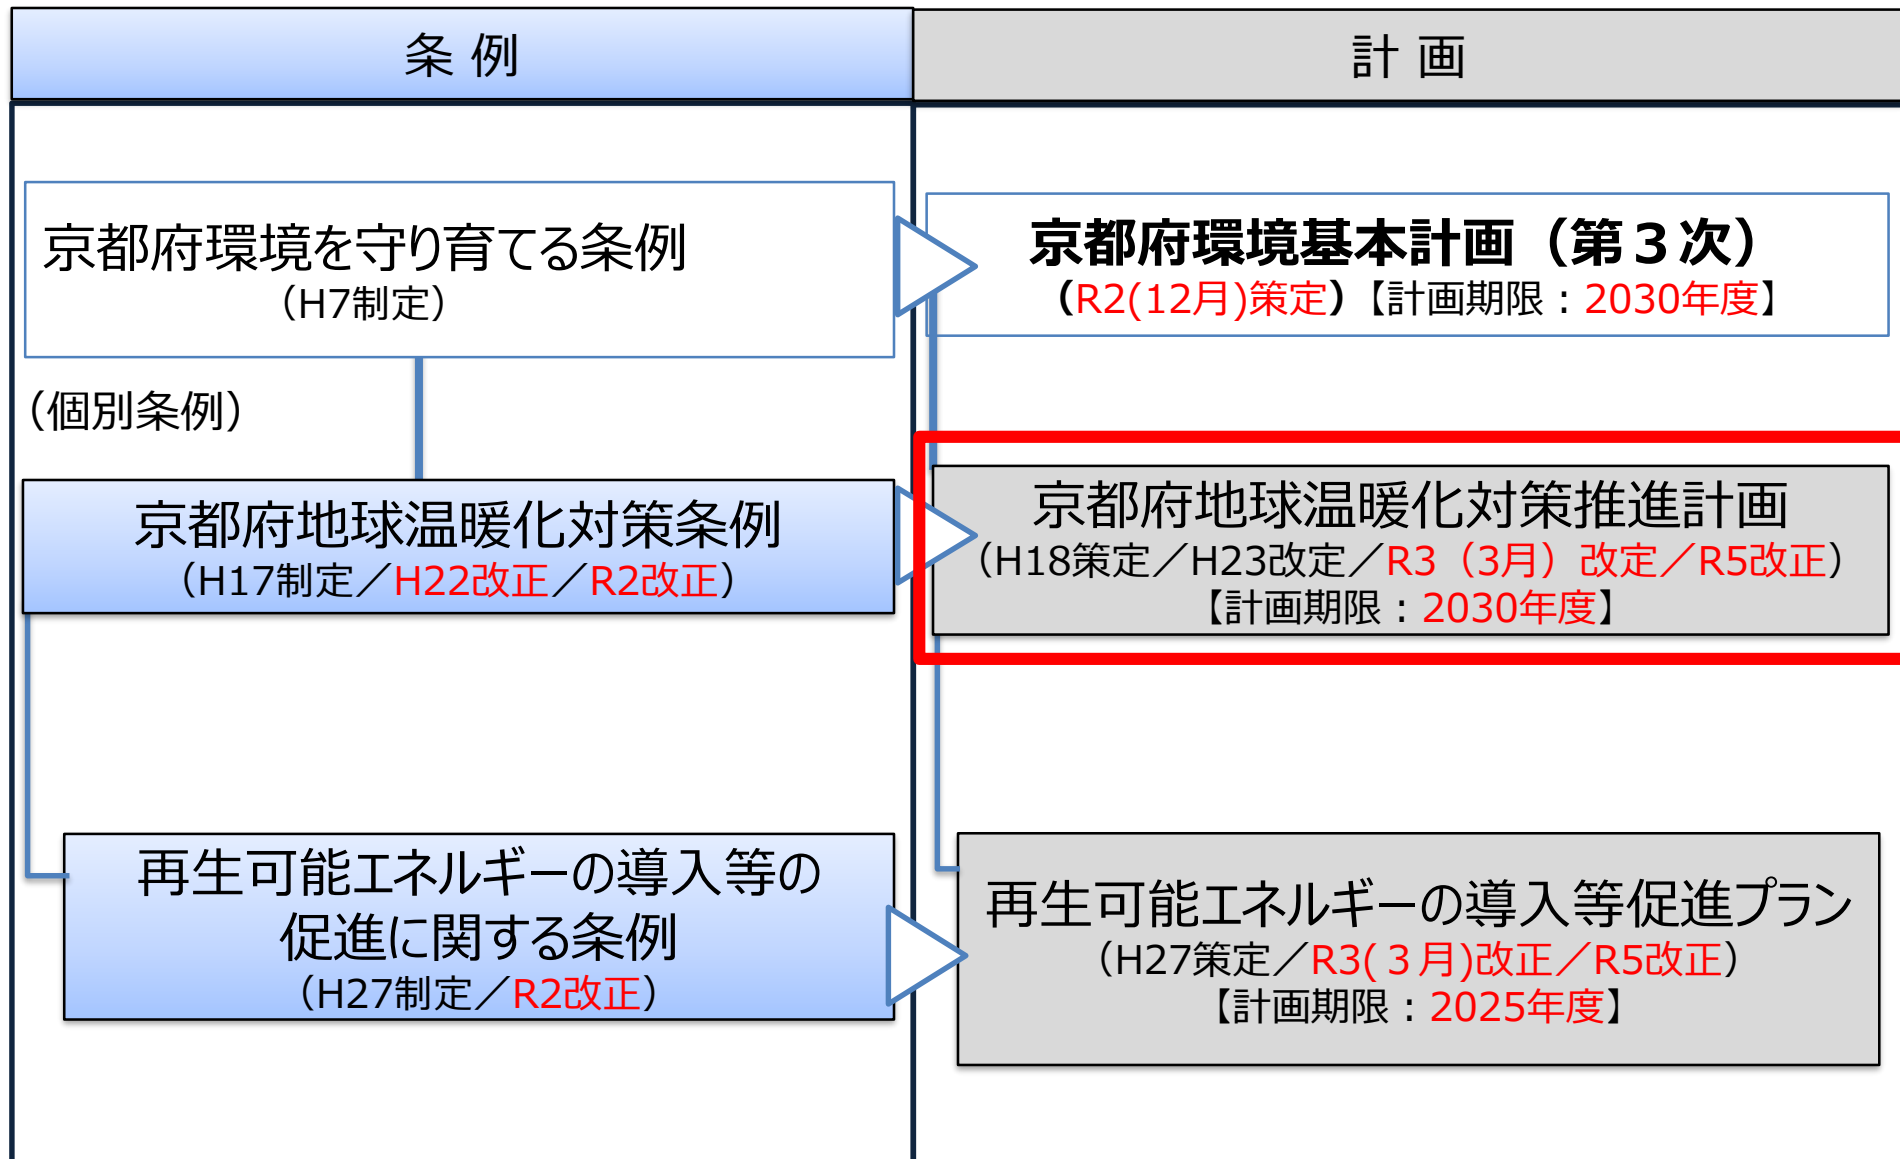 条 例
計 画
京都府環境を守り育てる条例
（H7制定）
京都府環境基本計画（第３次）
（R2(12月)策定）【計画期限：2030年度】
（個別条例）
京都府地球温暖化対策条例
（H17制定／H22改正／R2改正）
京都府地球温暖化対策推進計画
（H18策定／H23改定／R3（3月）改定／R5改正）
【計画期限：2030年度】
再生可能エネルギーの導入等の
促進に関する条例
（H27制定／R2改正）
再生可能エネルギーの導入等促進プラン
（H27策定／R3(３月)改正／R5改正）
【計画期限：2025年度】